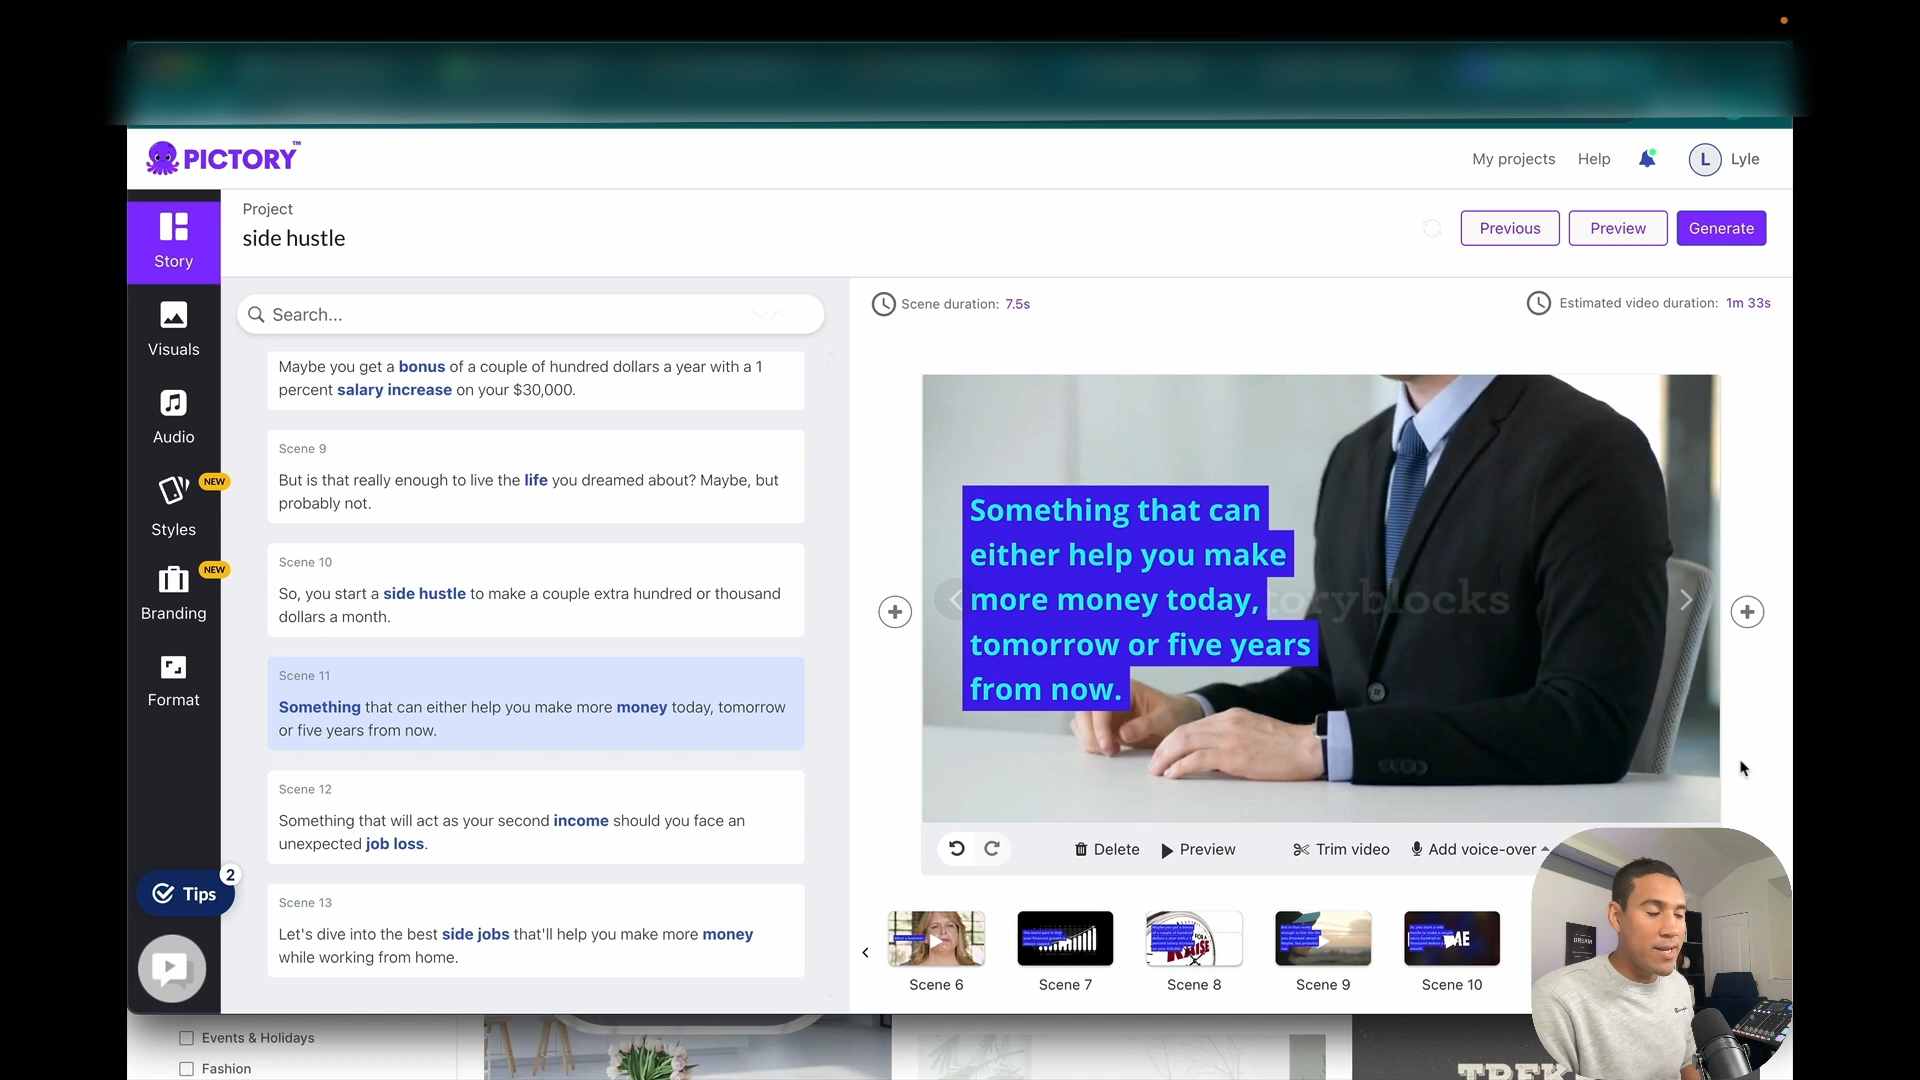 PICTORY™
My projects
Help
L
Lyle
Story
Visuals
Audio
Styles
NEW
Branding
NEW
Format
Tips
2
Project
side hustle
Previous
Preview
Generate
Search...
Maybe you get a bonus of a couple of hundred dollars a year with a 1
percent salary increase on your $30,000.
Scene 9
But is that really enough to live the life you dreamed about? Maybe, but
probably not.
Scene 10
So, you start a side hustle to make a couple extra hundred or thousand
dollars a month.
Scene 11
Something that can either help you make more money today, tomorrow
or five years from now.
Scene 12
Something that will act as your second income should you face an
unexpected job loss.
Scene 13
Let's dive into the best side jobs that'll help you make more money
while working from home.
Scene duration: 7.5s
Estimated video duration: 1m 33s
Something that can
either help you make
more money today,
tomorrow or five years
from now.
oryblocks
Delete
Preview
Trim video
Add voice-over
RAISE
AE
Scene 6
Scene 7
Scene 8
Scene 9
Scene 10
DREAM
Events & Holidays
Fashion
TREK